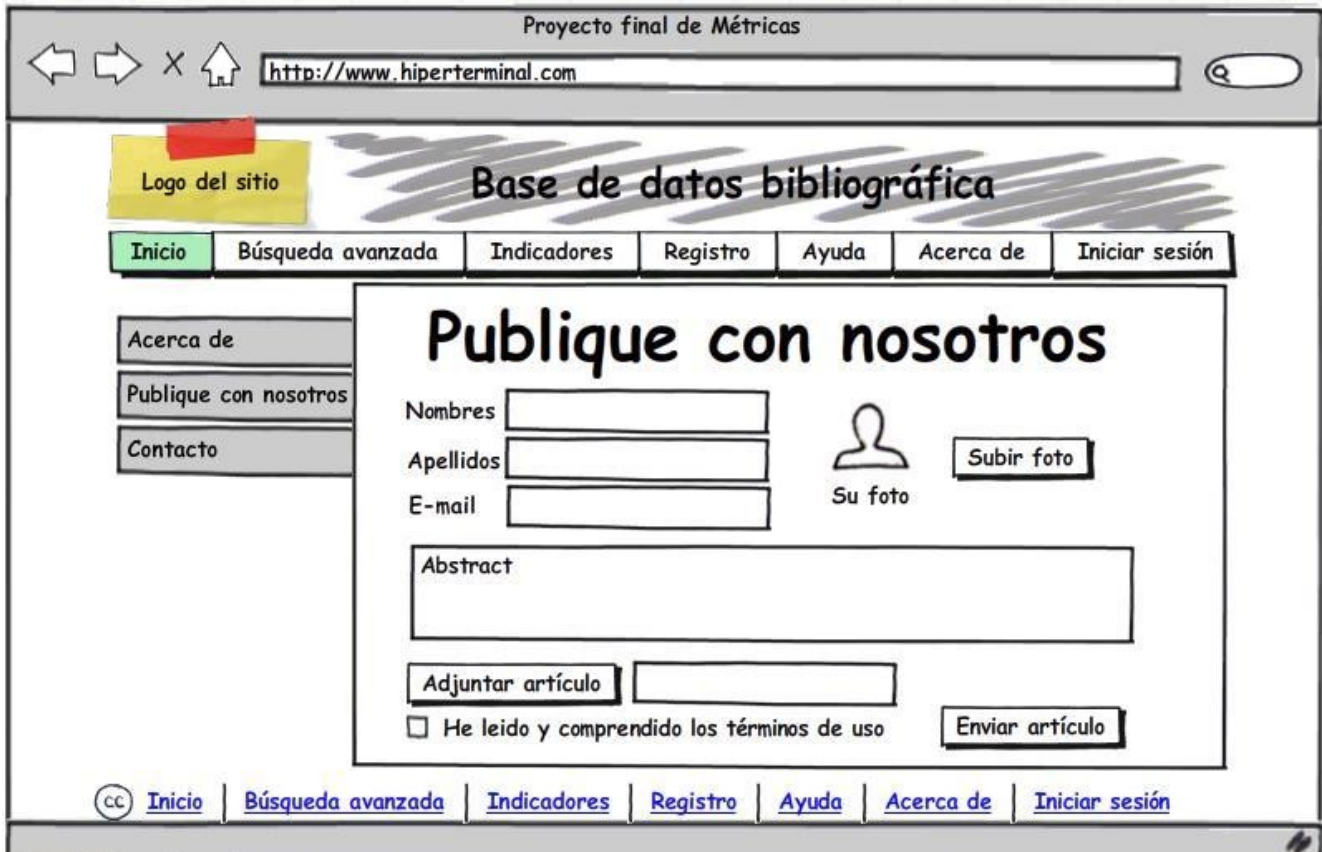 Proyecto final de Métricas
http://www.hiperterminal.com
Logo del sitio
Base de datos bibliográfica
Inicio Búsqueda avanzada Indicadores Registro Ayuda Acerca de Iniciar sesión
Acerca de
Publique con nosotros
Contacto
Publique con nosotros
Nombres
Apellidos
E-mail
Su foto
Subir foto
Abstract
Adjuntar artículo
He leido y comprendido los términos de uso
Enviar artículo
cc Inicio Búsqueda avanzada Indicadores Registro Ayuda Acerca de Iniciar sesión